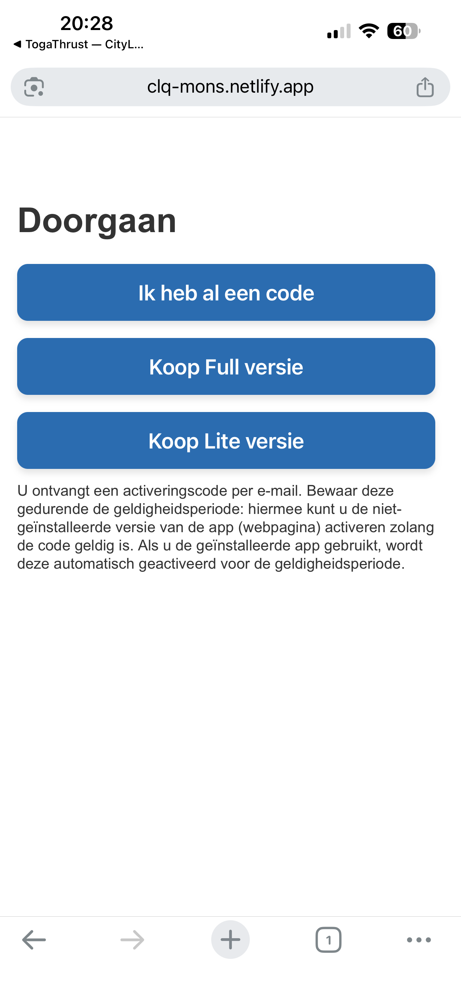 20:28
60
◀ TogaThrust — CityL...
clq-mons.netlify.app
Doorgaan
Ik heb al een code
Koop Full versie
Koop Lite versie
U ontvangt een activeringscode per e-mail. Bewaar deze
gedurende de geldigheidsperiode: hiermee kunt u de niet-
geïnstalleerde versie van de app (webpagina) activeren zolang
de code geldig is. Als u de geïnstalleerde app gebruikt, wordt
deze automatisch geactiveerd voor de geldigheidsperiode.
1